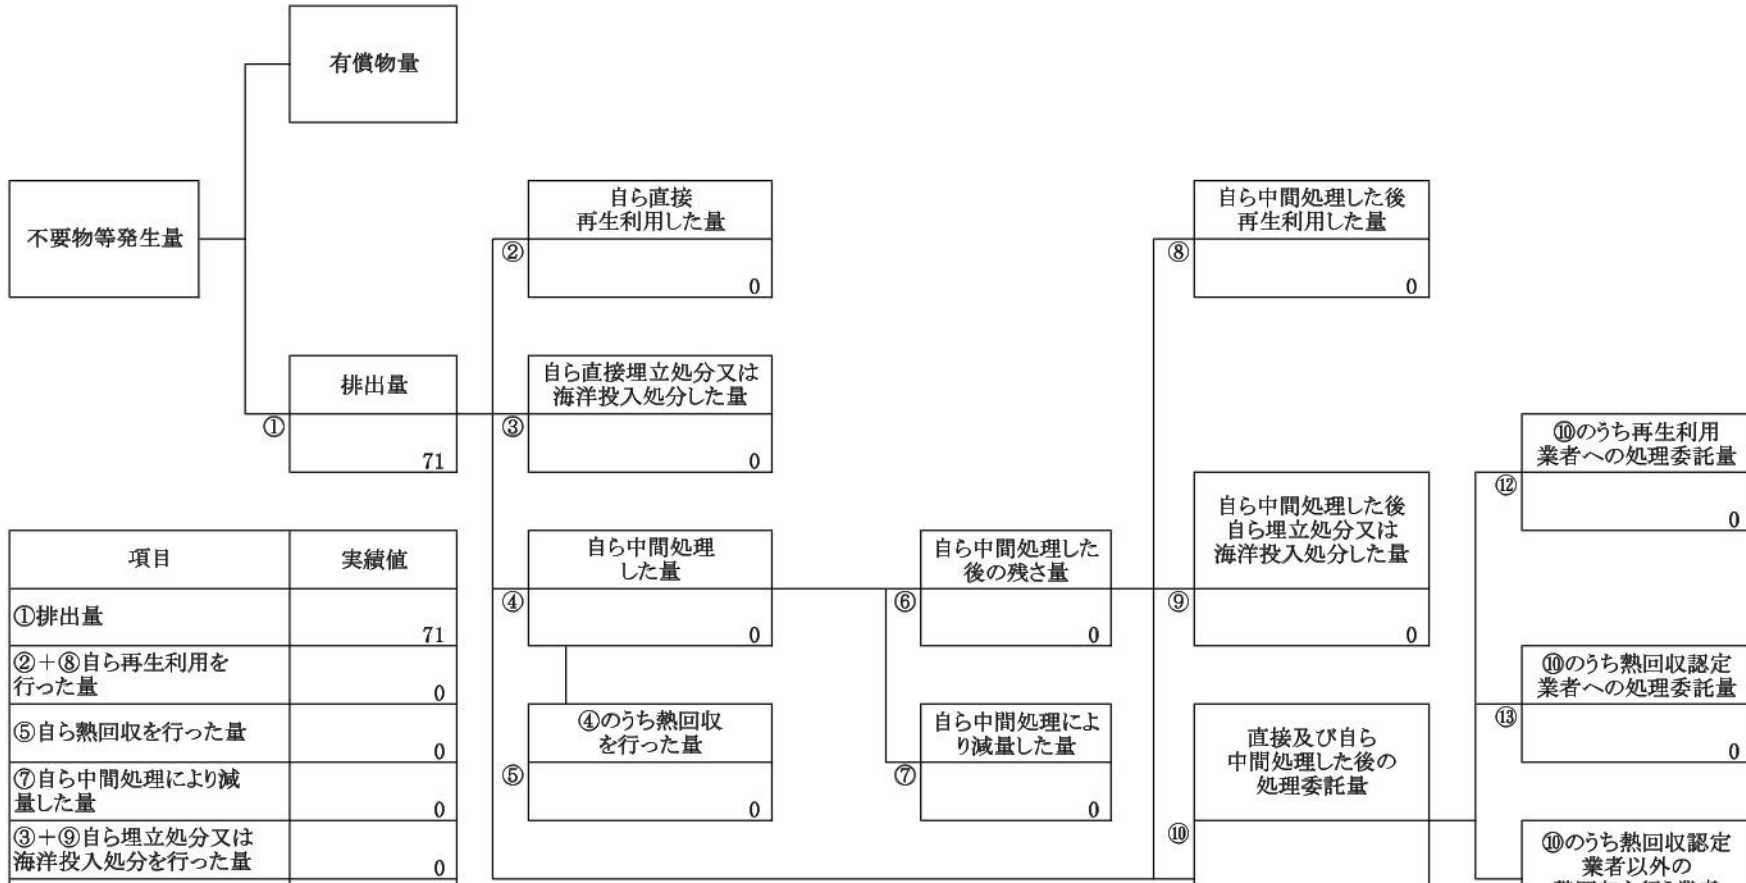 有償物量
不要物等発生量
自ら直接
再生利用した量
②
0
自ら中間処理した後
再生利用した量
⑧
0
排出量
①
71
自ら直接埋立処分又は
海洋投入処分した量
③
0
⑩のうち再生利用
業者への処理委託量
⑫
0
自ら中間処理した後
自ら埋立処分又は
海洋投入処分した量
⑨
0
自ら中間処理
した量
④
0
自ら中間処理した
後の残さ量
⑥
0
⑩のうち熱回収認定
業者への処理委託量
⑬
0
④のうち熱回収
を行った量
⑤
0
自ら中間処理によ
り減量した量
⑦
0
直接及び自ら
中間処理した後の
処理委託量
⑩
⑩のうち熱回収認定
業者以外の
項目 実績値
①排出量 71
②+⑧自ら再生利用を
行った量 0
⑤自ら熱回収を行った量 0
⑦自ら中間処理により減
量した量 0
③+⑨自ら埋立処分又は
海洋投入処分を行った量 0